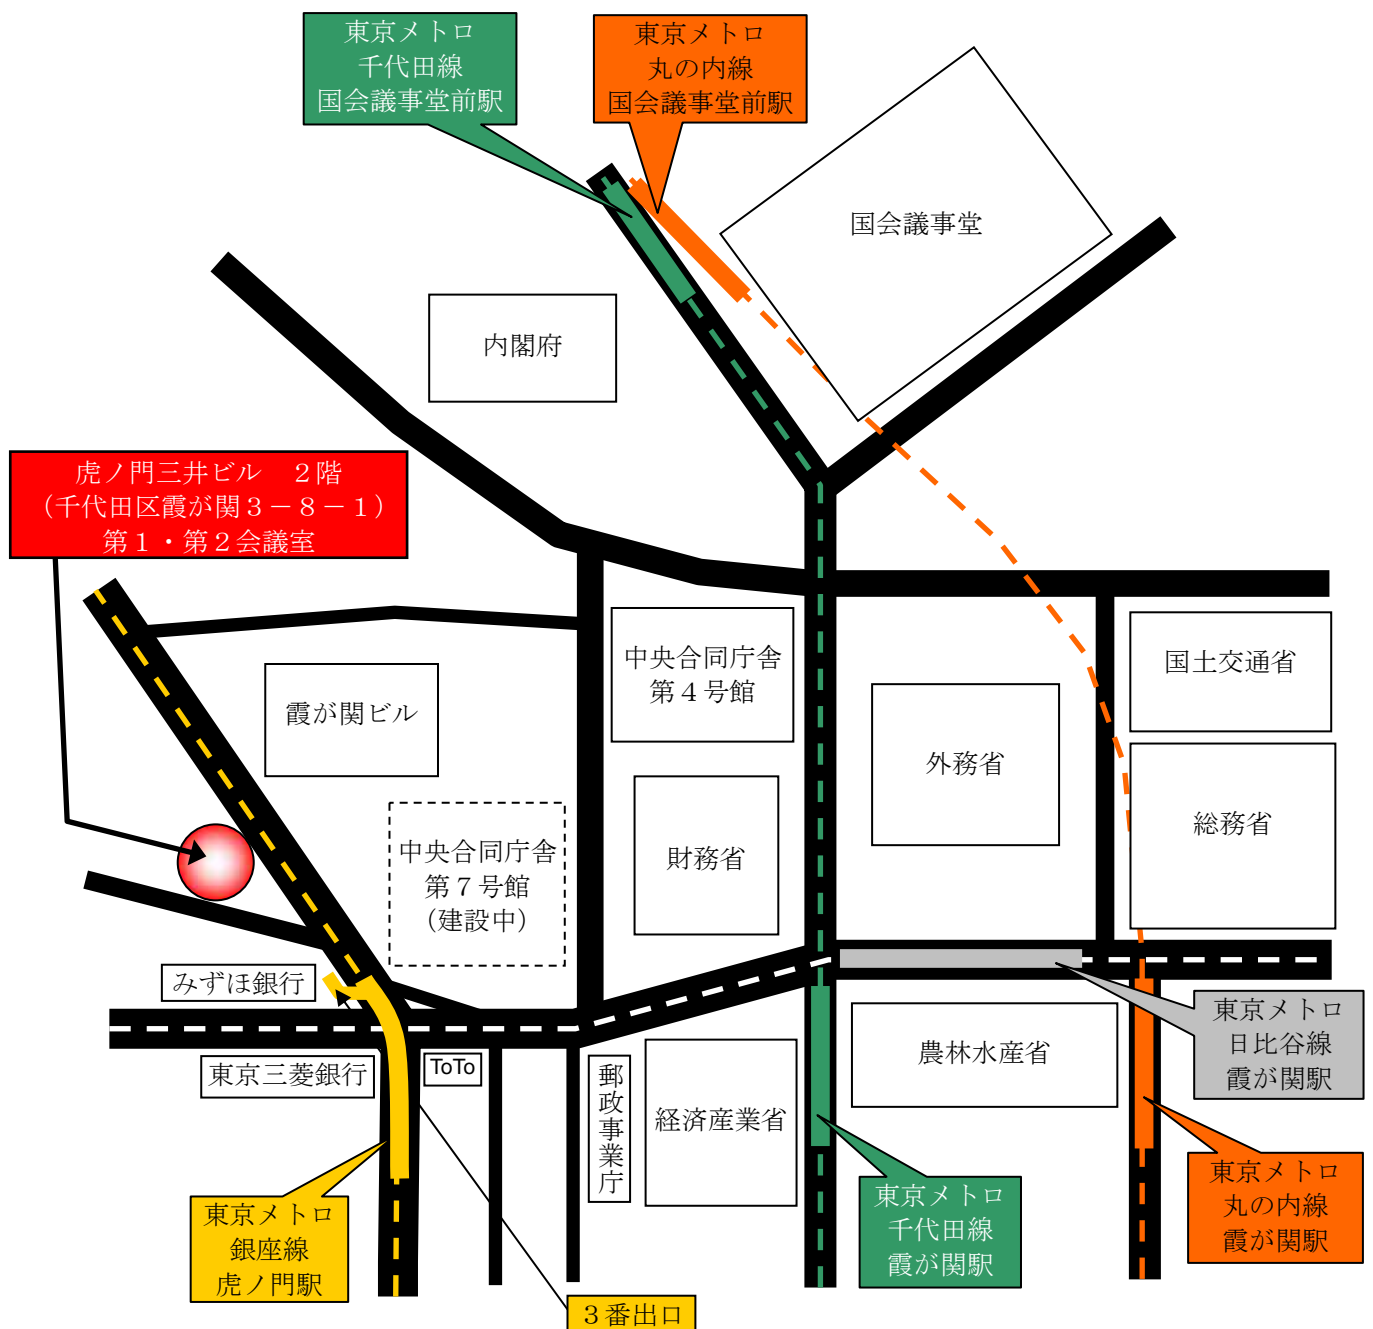 東京メトロ
千代田線
国会議事堂前駅
東京メトロ
丸の内線
国会議事堂前駅
国会議事堂
内閣府
虎ノ門三井ビル　２階
（千代田区霞が関３－８－１）
第１・第２会議室
中央合同庁舎
第４号館
国土交通省
霞が関ビル
外務省
総務省
中央合同庁舎
第７号館
（建設中）
財務省
みずほ銀行
東京メトロ
日比谷線
霞が関駅
農林水産省
東京三菱銀行
ToTo
郵政事業庁
経済産業省
東京メトロ
銀座線
虎ノ門駅
東京メトロ
千代田線
霞が関駅
東京メトロ
丸の内線
霞が関駅
３番出口